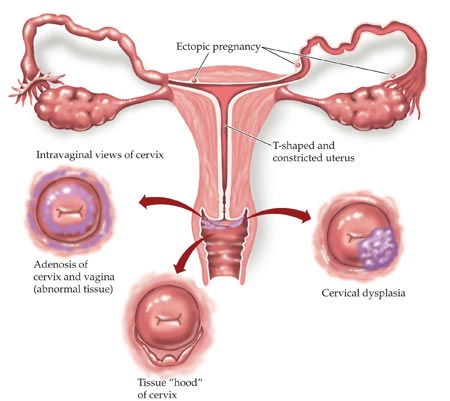 Ectopic pregnancy
T-shaped and
constricted uterus
Intravaginal views of cervix
Adenosis of
cervix and vagina
(abnormal tissue)
Cervical dysplasia
Tissue “hood”
of cervix